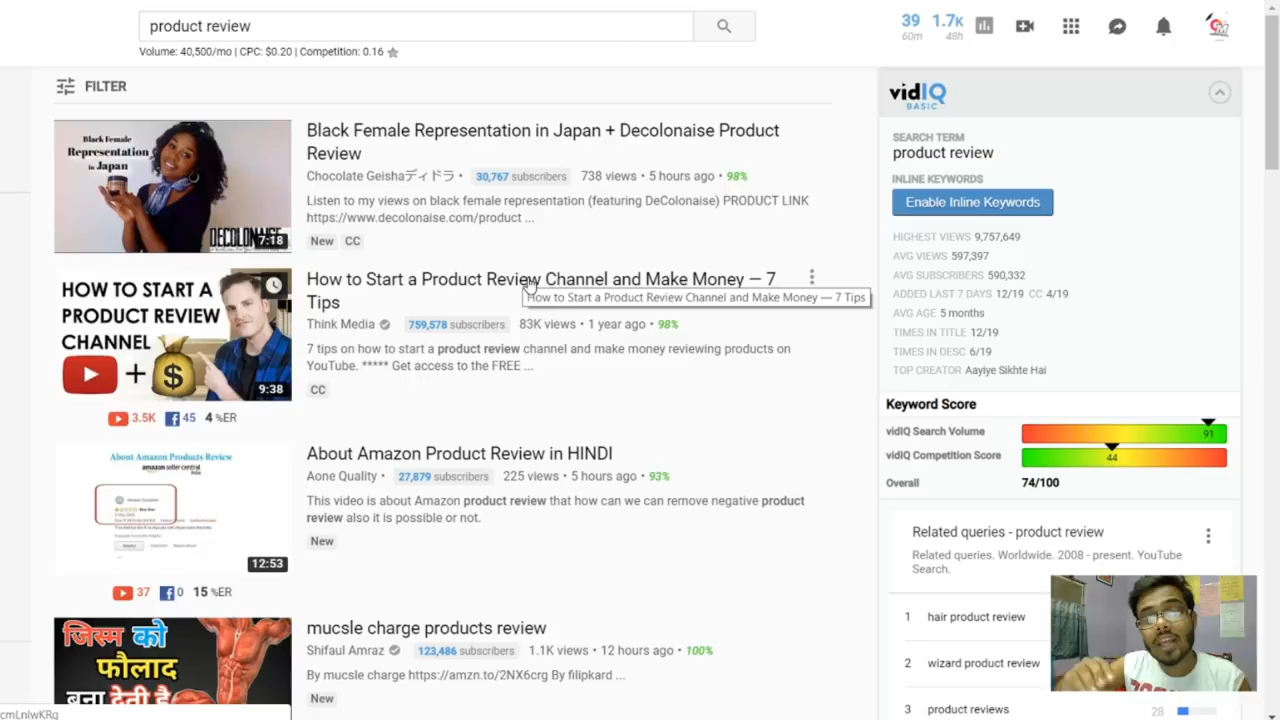 product review
Volume: 40,500/mo | CPC: $0.20 | Competition: 0.16
39 1.7K
60m 48h
FILTER
Black Female
Representation
in Japan
DECOLONAISE
7:18
Black Female Representation in Japan + Decolonaise Product
Review
Chocolate Geishaディドラ • 30,767 subscribers 738 views • 5 hours ago • 98%
Listen to my views on black female representation (featuring DeColonaise) PRODUCT LINK
https://www.decolonaise.com/product ...
New CC
HOW TO START A
PRODUCT REVIEW
CHANNEL
+ $
9:38
3.5K 45 4 %ER
How to Start a Product Review Channel and Make Money – 7
Tips
How to Start a Product Review Channel and Make Money — 7 Tips
Think Media 759,578 subscribers 83K views • 1 year ago • 98%
7 tips on how to start a product review channel and make money reviewing products on
YouTube. ***** Get access to the FREE ...
CC
About Amazon Products Review
amazon seller central
12:53
37 0 15 %ER
About Amazon Product Review in HINDI
Aone Quality • 27,879 subscribers 225 views • 5 hours ago • 93%
This video is about Amazon product review that how can we can remove negative product
review also it is possible or not.
New
जिस्म को
फौलाद
बना देती है
mucsle charge products review
Shifaul Amraz 123,486 subscribers 1.1K views • 12 hours ago • 100%
By mucsle charge https://amzn.to/2NX6crg By filipkard ...
New
cmLnlwKRg
vidIQ
BASIC
SEARCH TERM
product review
INLINE KEYWORDS
Enable Inline Keywords
HIGHEST VIEWS 9,757,649
AVG VIEWS 597,397
AVG SUBSCRIBERS 590,332
ADDED LAST 7 DAYS 12/19 CC 4/19
AVG AGE 5 months
TIMES IN TITLE 12/19
TIMES IN DESC 6/19
TOP CREATOR Aayiye Sikhte Hai
Keyword Score
vidIQ Search Volume 91
vidIQ Competition Score 44
Overall 74/100
Related queries - product review
Related queries. Worldwide. 2008 - present. YouTube
Search.
1 hair product review
2 wizard product review
3 product reviews
28